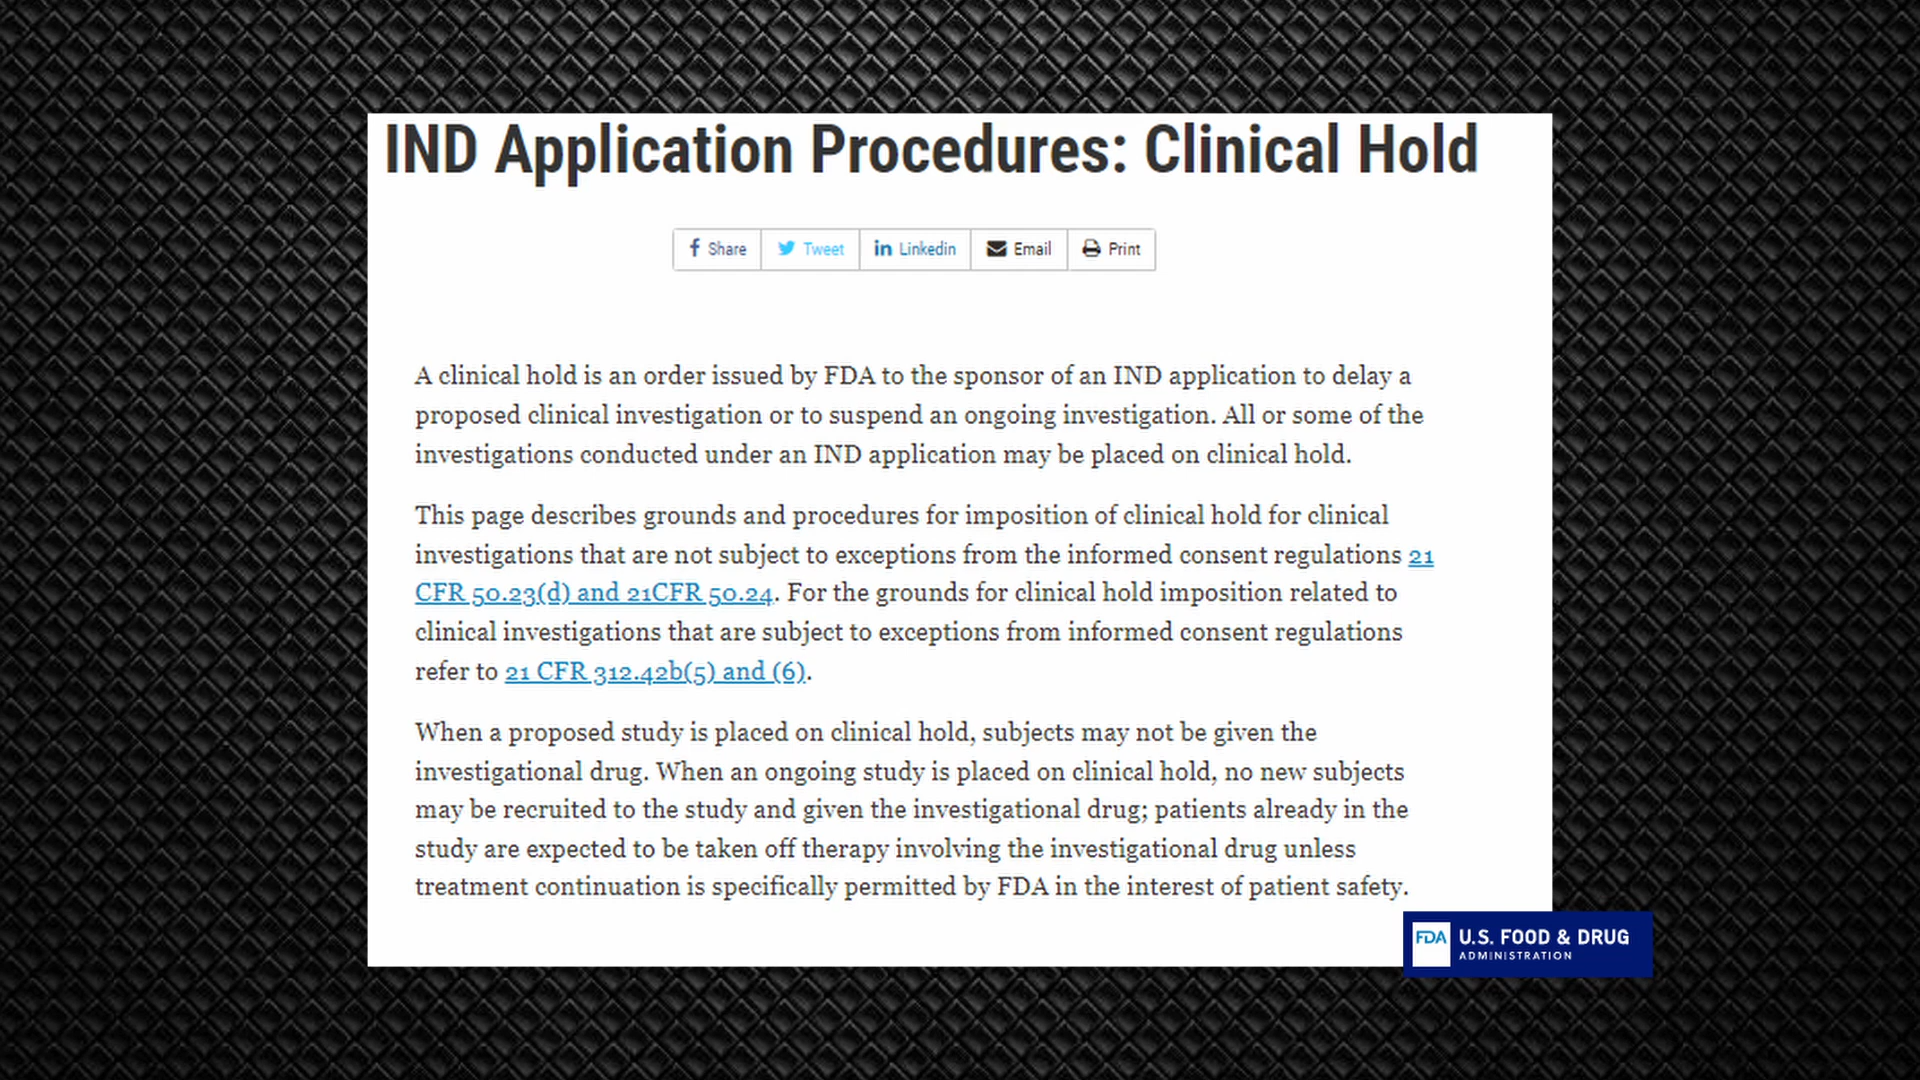 IND Application Procedures: Clinical Hold
Share Tweet Linkedin Email Print
A clinical hold is an order issued by FDA to the sponsor of an IND application to delay a
proposed clinical investigation or to suspend an ongoing investigation. All or some of the
investigations conducted under an IND application may be placed on clinical hold.
This page describes grounds and procedures for imposition of clinical hold for clinical
investigations that are not subject to exceptions from the informed consent regulations 21
CFR 50.23(d) and 21CFR 50.24. For the grounds for clinical hold imposition related to
clinical investigations that are subject to exceptions from informed consent regulations
refer to 21 CFR 312.42b(5) and (6).
When a proposed study is placed on clinical hold, subjects may not be given the
investigational drug. When an ongoing study is placed on clinical hold, no new subjects
may be recruited to the study and given the investigational drug; patients already in the
study are expected to be taken off therapy involving the investigational drug unless
treatment continuation is specifically permitted by FDA in the interest of patient safety.
FDA U.S. FOOD & DRUG
ADMINISTRATION